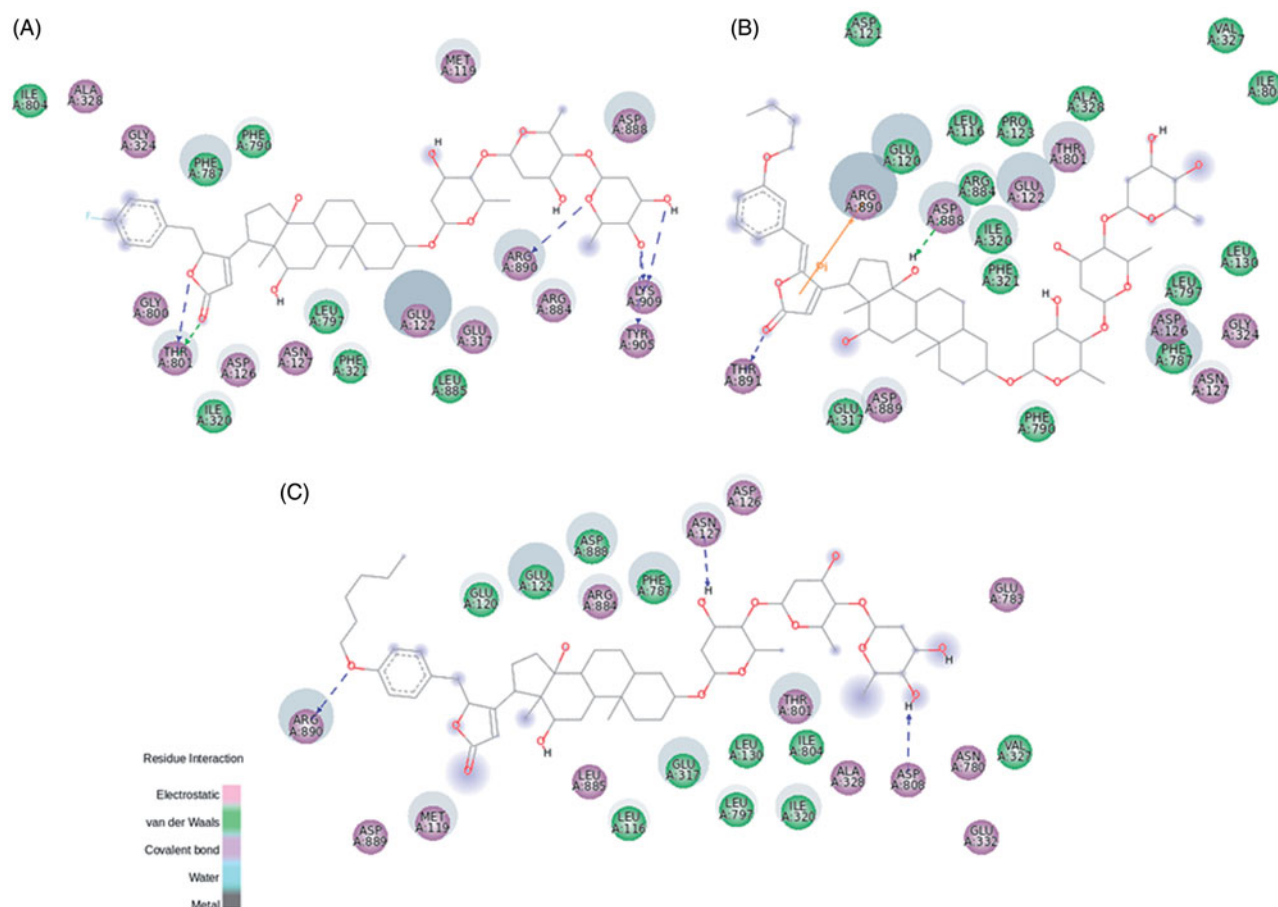 (A)
MET
A:119
ILE
A:804
ALA
A:328
GLY
A:324
PHE
A:787
PHE
A:790
ASP
A:888
H
O
O
O
O
O
O
O
O
H
O
H
O
O
H
F
O
O
O
H
ARG
A:890
ARG
A:884
LYS
A:909
TYR
A:905
GLY
A:800
THR
A:801
ASP
A:126
ASN
A:127
LEU
A:797
PHE
A:321
GLU
A:122
GLU
A:317
LEU
A:885
ILE
A:320
(B)
ASP
A:121
VAL
A:327
ILE
ALA
A:328
LEU
A:116
PRO
A:123
THR
A:801
GLU
A:120
ARG
A:884
GLU
A:122
ARG
A:890
ASP
A:888
ILE
A:320
PHE
A:321
Pi
LEU
A:130
LEU
A:797
ASP
A:126
GLY
A:324
PHE
A:787
ASN
A:127
THR
A:891
GLU
A:317
ASP
A:889
PHE
A:790
(C)
ASP
A:126
ASN
A:127
ASP
A:888
GLU
A:122
GLU
A:120
ARG
A:884
PHE
A:787
GLU
A:783
ARG
A:890
THR
A:801
LEU
A:130
ILE
A:804
GLU
A:317
LEU
A:885
ALA
A:328
ASP
A:808
ASN
A:780
VAL
A:327
LEU
A:116
LEU
A:797
ILE
A:320
MET
A:119
ASP
A:889
GLU
A:332
Residue Interaction
Electrostatic
van der Waals
Covalent bond
Water
Metal